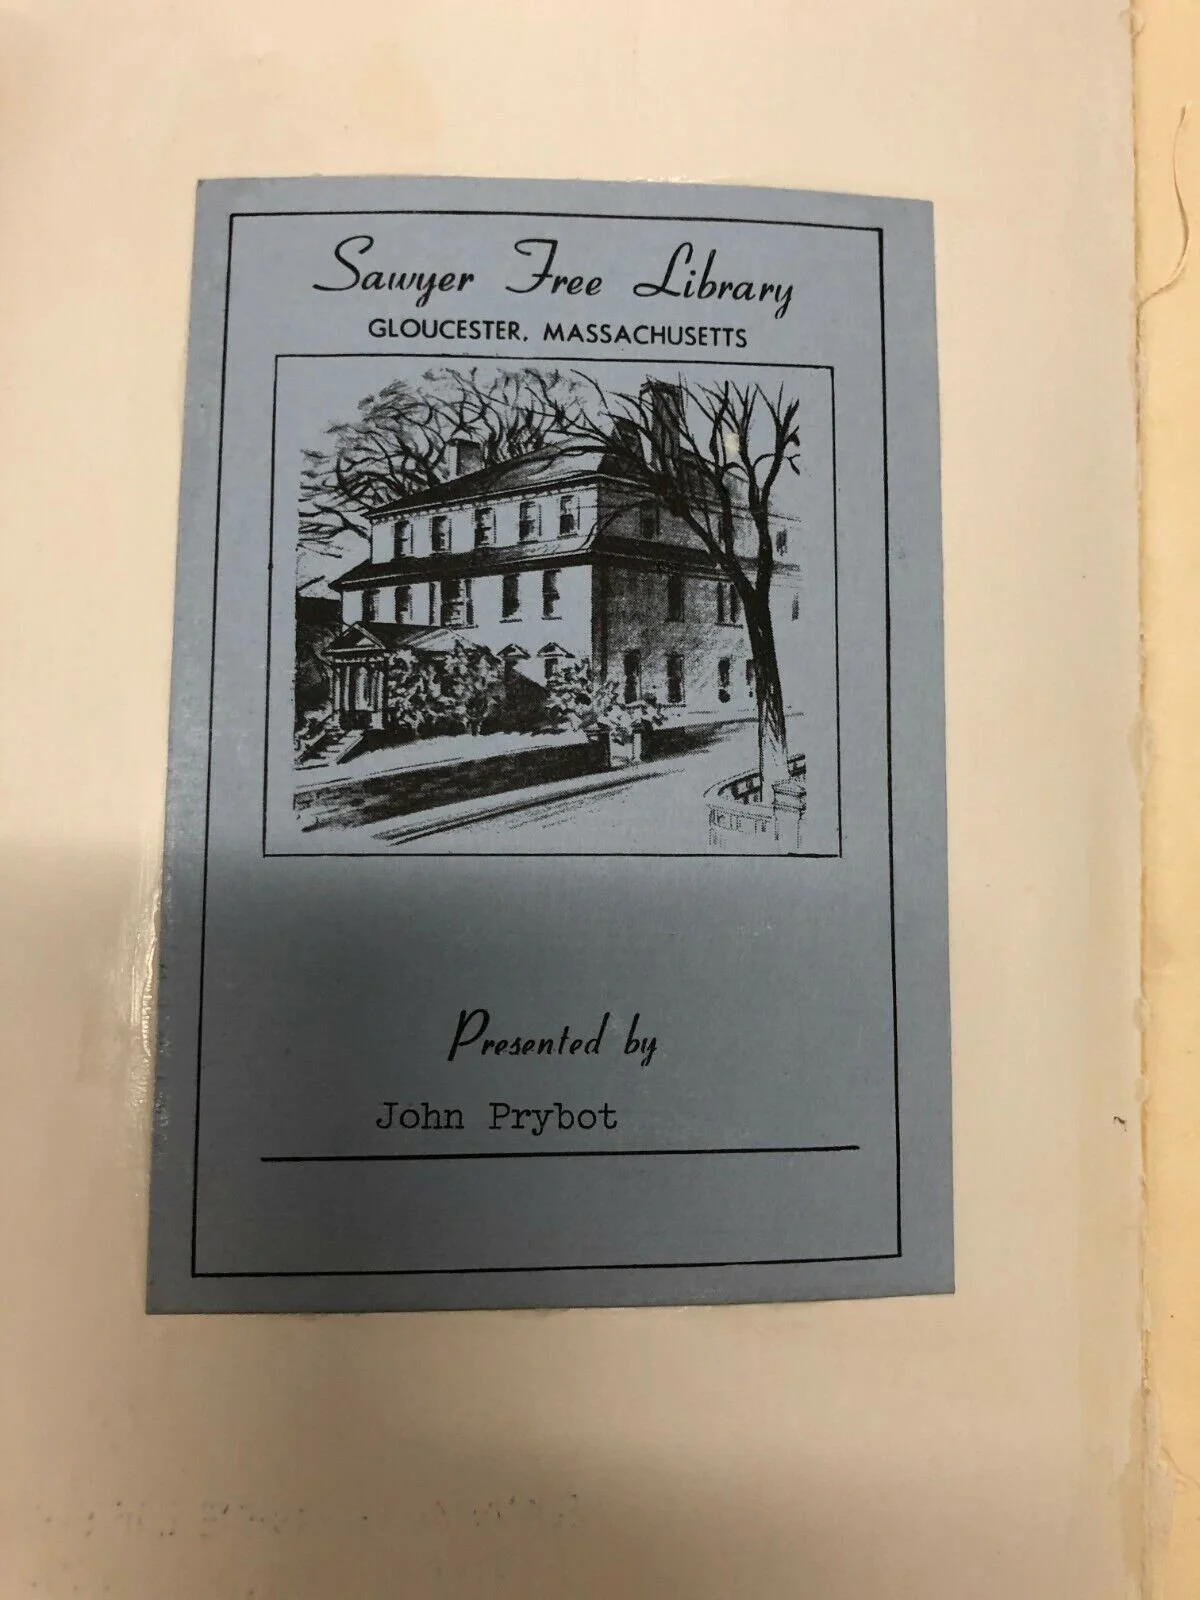 Sawyer Free Library
GLOUCESTER, MASSACHUSETTS
Presented by
John Prybot